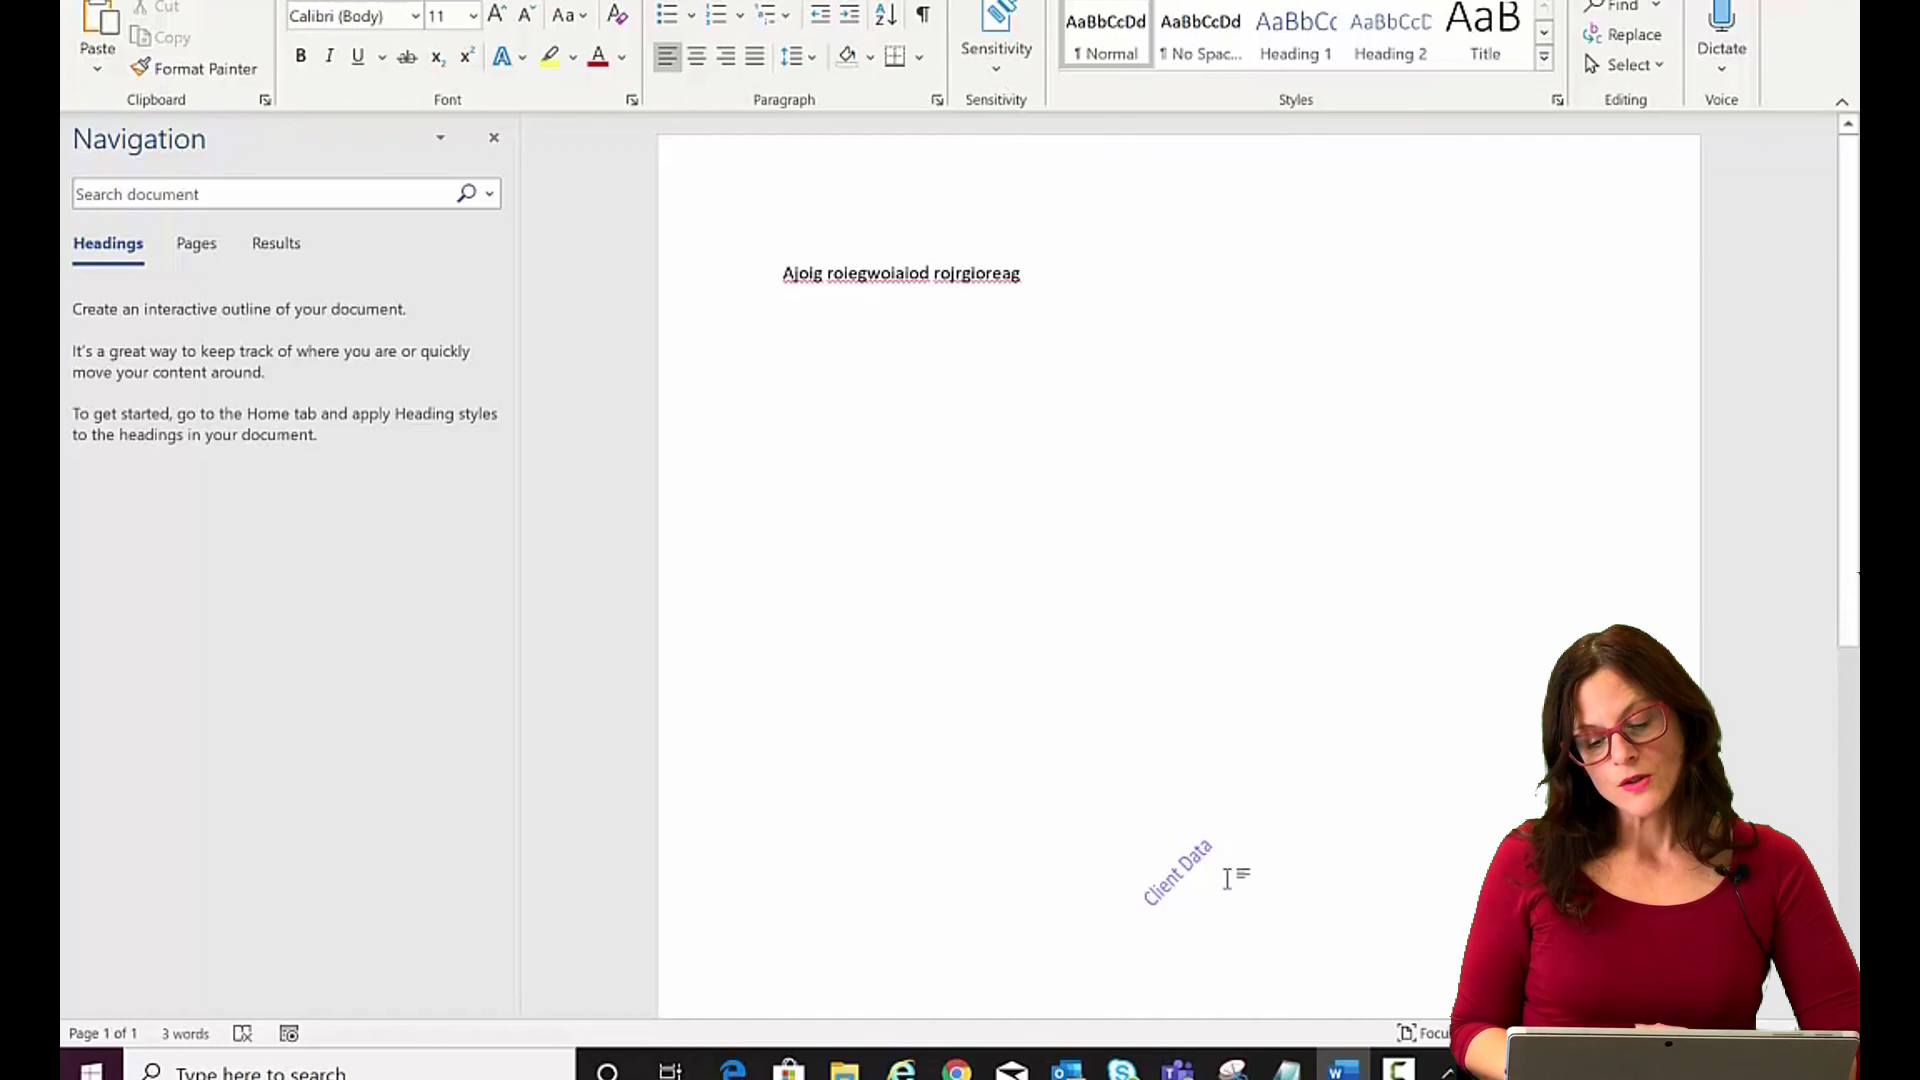 Cut
Copy
Paste
Format Painter
Clipboard
Calibri (Body)
11
Aa
B I U ab x₂ x² A A
Font
Paragraph
Sensitivity
Sensitivity
AaBbCcDd
¶ Normal
AaBbCcDd
¶ No Spac...
AaBbCc
Heading 1
AaBbCcC
Heading 2
AaB
Title
Styles
Find
Replace
Select
Editing
Dictate
Voice
Navigation
Search document
Headings Pages Results
Create an interactive outline of your document.
It's a great way to keep track of where you are or quickly
move your content around.
To get started, go to the Home tab and apply Heading styles
to the headings in your document.
Ajoig roiegwoiaiod rojrgioreag
Client Data
Page 1 of 1 3 words
Focu
Type here to search